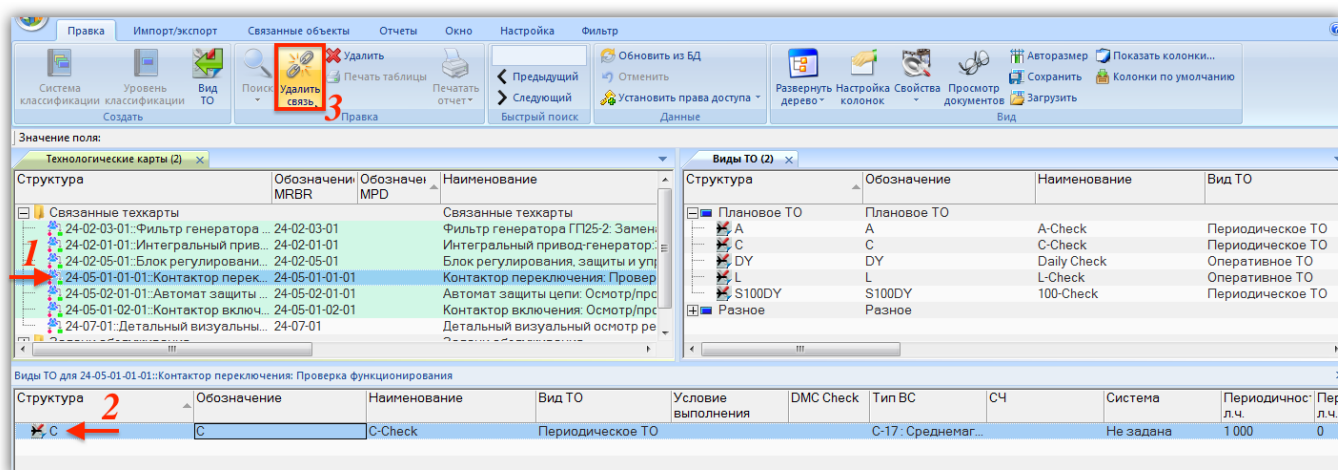 Правка Импорт/экспорт Связанные объекты Отчеты Окно Настройка Фильтр
Система классификации
Уровень классификации
Вид ТО
Создать
Поиск
Удалить связь
3
Удалить
Печать таблицы
Печатать отчет
Правка
Предыдущий
Следующий
Быстрый поиск
Обновить из БД
Отменить
Установить права доступа
Данные
Развернуть дерево
Настройка колонок
Свойства
Просмотр документов
Авторазмер
Сохранить
Загрузить
Показать колонки...
Колонки по умолчанию
Вид
Значение поля:
Технологические карты (2)
Структура Обозначени MRBR Обозначе MPD Наименование
Связанные техкарты Связанные техкарты
24-02-03-01::Фильтр генератора ... 24-02-03-01 Фильтр генератора ГП25-2: Замен
1
24-02-01-01::Интегральный прив... 24-02-01-01 Интегральный привод-генератор:
24-02-05-01::Блок регулировани... 24-02-05-01 Блок регулирования, защиты и упр
24-05-01-01-01::Контактор перек... 24-05-01-01-01 Контактор переключения: Провер
24-05-02-01-01::Автомат защиты ... 24-05-02-01-01 Автомат защиты цепи: Осмотр/про
24-05-01-02-01::Контактор включ... 24-05-01-02-01 Контактор включения: Осмотр/про
24-07-01::Детальный визуальны... 24-07-01 Детальный визуальный осмотр ре
Виды ТО (2)
Структура Обозначение Наименование Вид ТО
Плановое ТО Плановое ТО
A A A-Check Периодическое ТО
C C C-Check Периодическое ТО
DY DY Daily Check Оперативное ТО
L L L-Check Оперативное ТО
S100DY S100DY 100-Check Периодическое ТО
Разное Разное
Виды ТО для 24-05-01-01-01::Контактор переключения: Проверка функционирования
Структура Обозначение Наименование Вид ТО Условие выполнения DMC Check Тип ВС СЧ Система Периодичнос л.ч. Пер л.ч.
2
C C C-Check Периодическое ТО С-17 : Среднемаг... Не задана 1 000 0